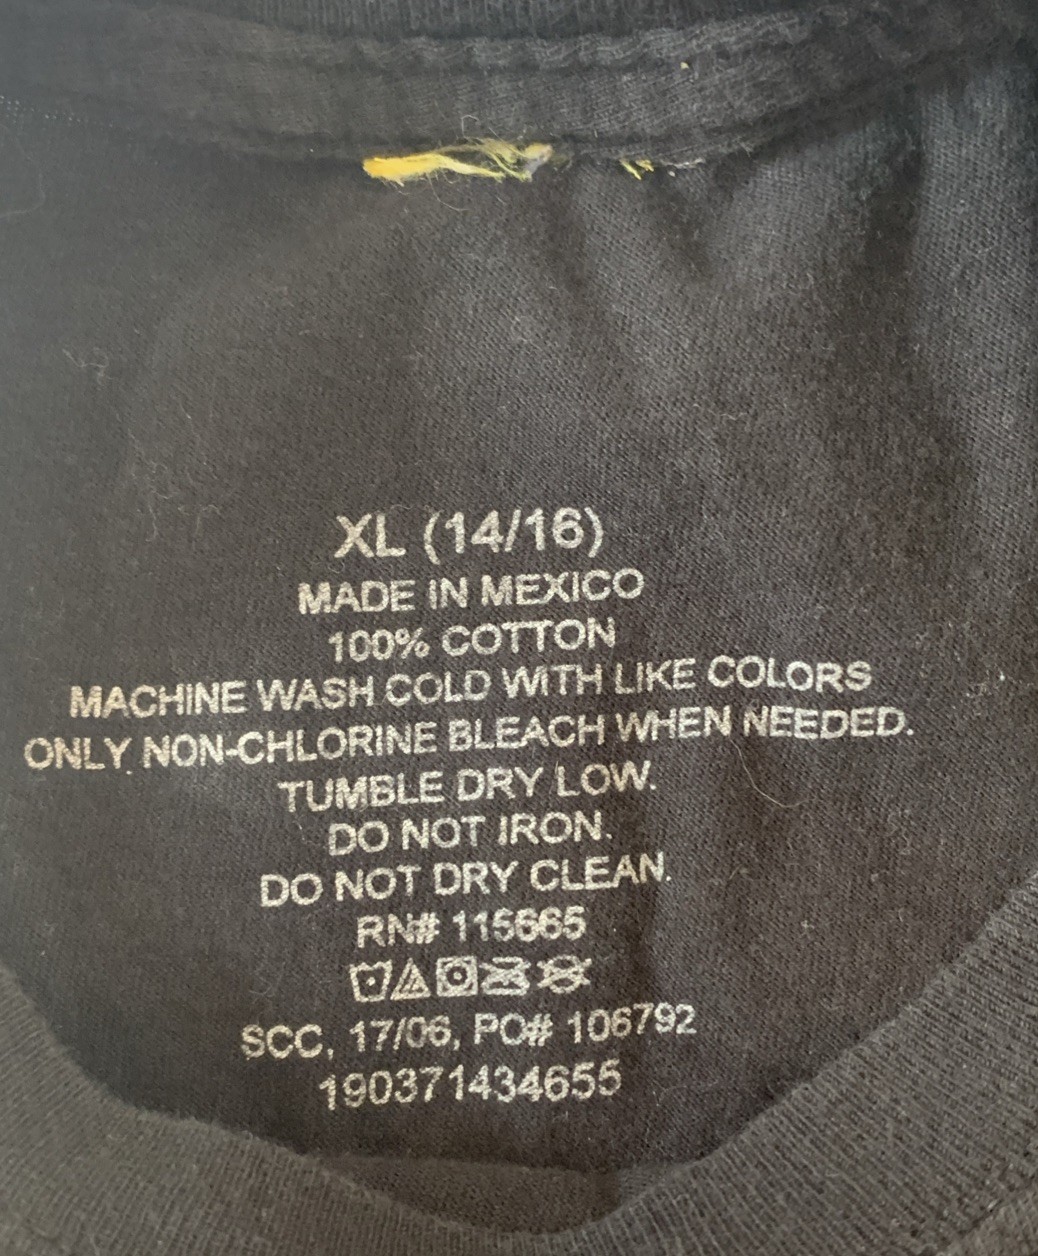 XL (14/16)
MADE IN MEXICO
100% COTTON
MACHINE WASH COLD WITH LIKE COLORS
ONLY NON-CHLORINE BLEACH WHEN NEEDED.
TUMBLE DRY LOW.
DO NOT IRON.
DO NOT DRY CLEAN.
RN# 115665
SCC, 17/06, PO# 106792
190371434655